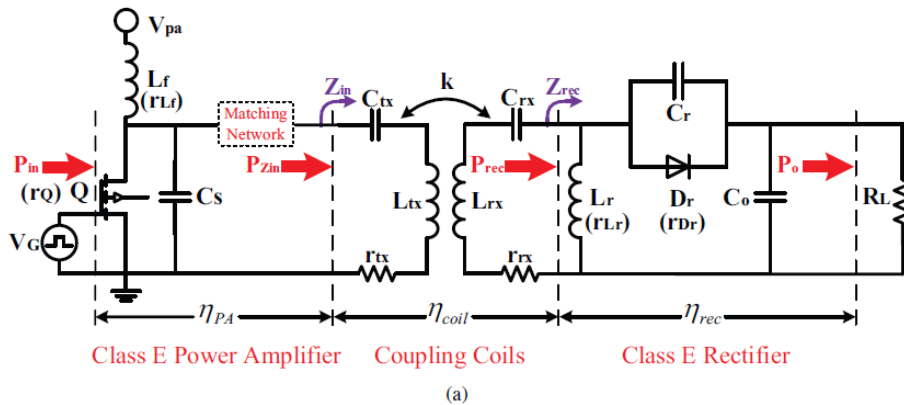 Vpa
Lf
(rLf)
Matching
Network
Zin
Ctx
k
Crx
Zrec
Cr
Pin
(rQ)
Q
PZin
Prec
Po
Cs
Ltx
Lrx
Lr
(rLr)
Dr
(rDr)
Co
RL
VG
rtx
rrx
ηPA
ηcoil
ηrec
Class E Power Amplifier
Coupling Coils
Class E Rectifier
(a)